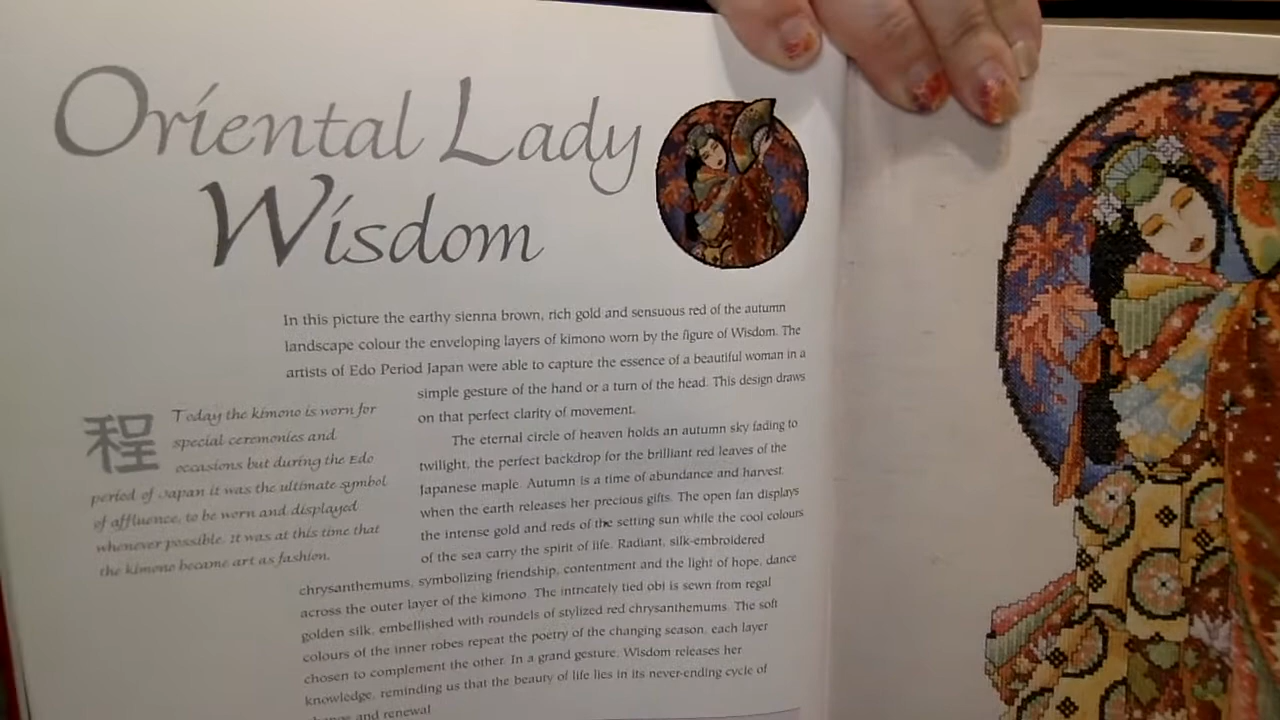 Oriental Lady
Wisdom
In this picture the earthy sienna brown, rich gold and sensuous red of the autumn
landscape colour the enveloping layers of kimono worn by the figure of Wisdom. The
artists of Edo Period Japan were able to capture the essence of a beautiful woman in a
simple gesture of the hand or a turn of the head. This design draws
on that perfect clarity of movement.
The eternal circle of heaven holds an autumn sky fading to
twilight, the perfect backdrop for the brilliant red leaves of the
Japanese maple. Autumn is a time of abundance and harvest,
when the earth releases her precious gifts. The open fan displays
the intense gold and reds of the setting sun while the cool colours
of the sea carry the spirit of life. Radiant, silk-embroidered
chrysanthemums, symbolizing friendship, contentment and the light of hope, dance
across the outer layer of the kimono. The intricately tied obi is sewn from regal
golden silk, embellished with roundels of stylized red chrysanthemums. The soft
colours of the inner robes repeat the poetry of the changing season, each layer
chosen to complement the other. In a grand gesture, Wisdom releases her
knowledge, reminding us that the beauty of life lies in its never-ending cycle of
and renewal
程
Today the kimono is worn for
special ceremonies and
occasions but during the Edo
period of Japan it was the ultimate symbol
of affluence, to be worn and displayed
whenever possible. It was at this time that
the kimono became art as fashion.